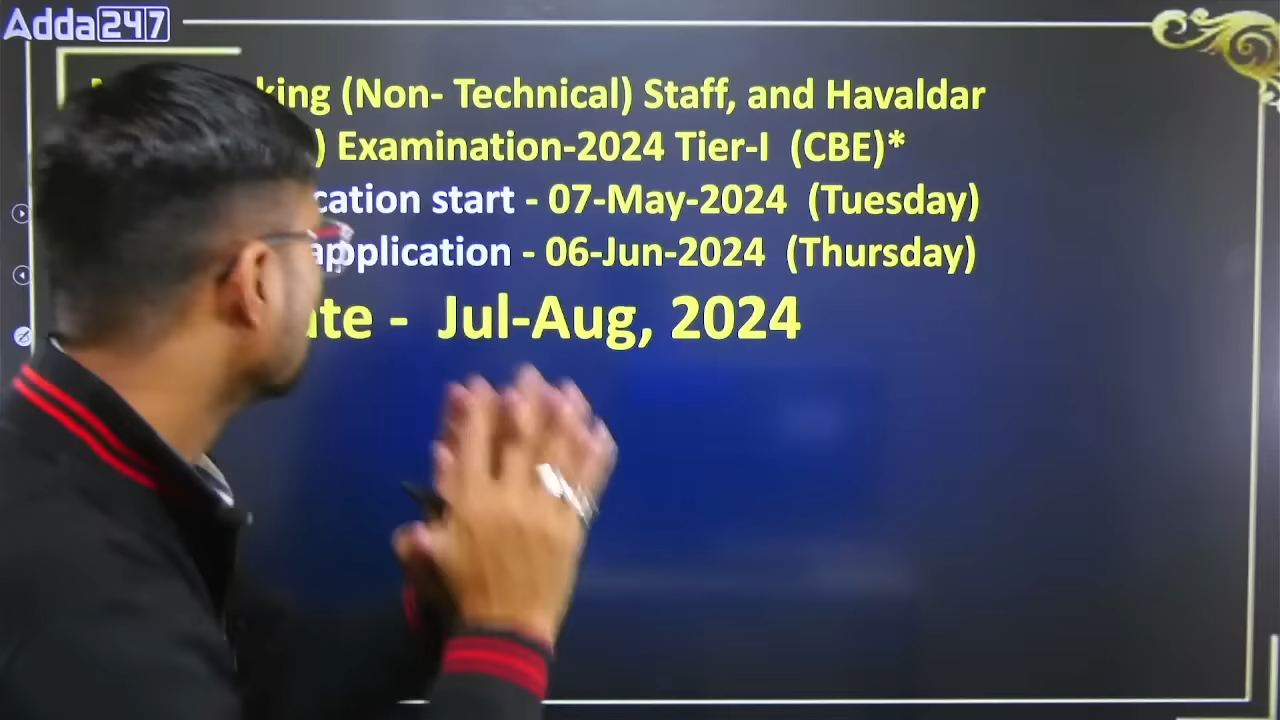 Adda247
king (Non- Technical) Staff, and Havaldar
) Examination-2024 Tier-I (CBE)*
cation start - 07-May-2024 (Tuesday)
application - 06-Jun-2024 (Thursday)
ate - Jul-Aug, 2024